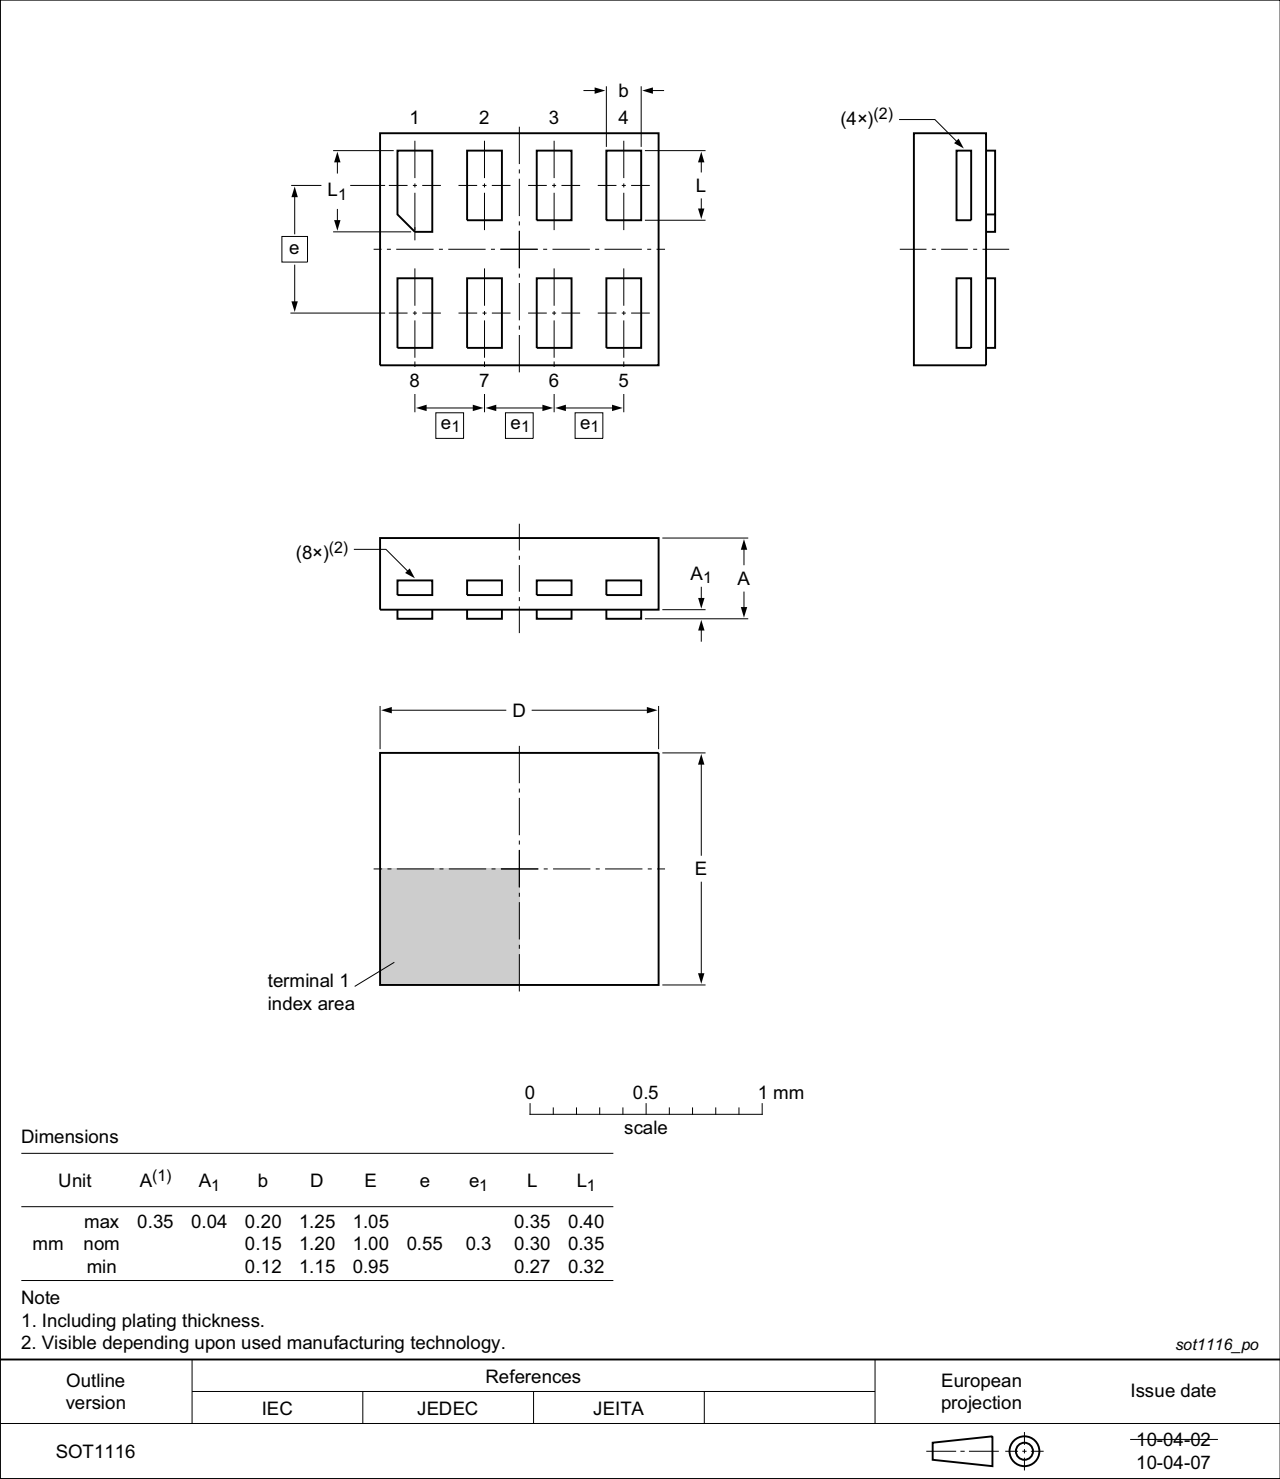 b
1 2 3 4
(4×)(2)
L1
L
e
8 7 6 5
e1 e1 e1
(8×)(2)
A1
A
D
E
terminal 1
index area
0 0.5 1 mm
scale
Dimensions
Unit A(1) A1 b D E e e1 L L1
max 0.35 0.04 0.20 1.25 1.05 0.35 0.40
mm nom 0.15 1.20 1.00 0.55 0.3 0.30 0.35
min 0.12 1.15 0.95 0.27 0.32
Note
1. Including plating thickness.
2. Visible depending upon used manufacturing technology.
sot1116_po
Outline
version
References
IEC JEDEC JEITA
European
projection
Issue date
SOT1116
10-04-02
10-04-07